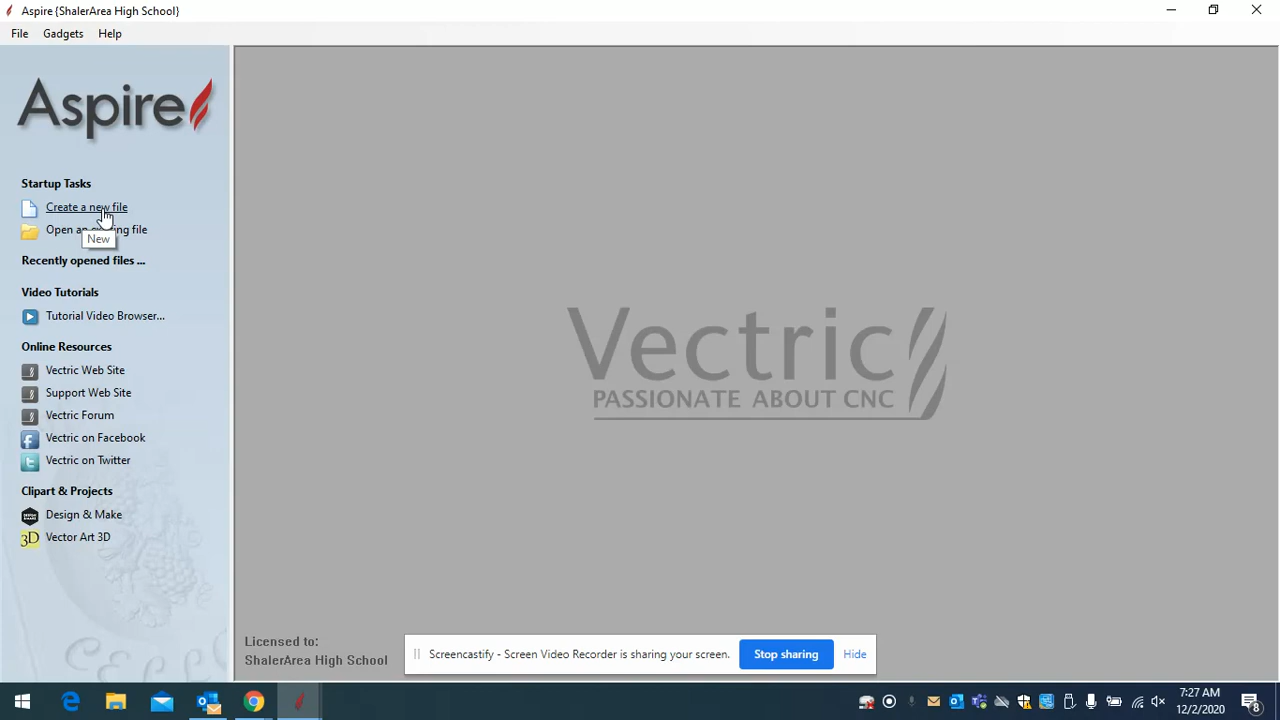 Aspire {ShalerArea High School}
File Gadgets Help
Aspire
Startup Tasks
Create a new file
Open an existing file
New
Recently opened files ...
Video Tutorials
Tutorial Video Browser...
Online Resources
Vectric Web Site
Support Web Site
Vectric Forum
Vectric on Facebook
Vectric on Twitter
Clipart & Projects
Design & Make
3D Vector Art 3D
Vectric
PASSIONATE ABOUT CNC
Licensed to:
ShalerArea High School
Screencastify - Screen Video Recorder is sharing your screen. Stop sharing Hide
7:27 AM
12/2/2020
8